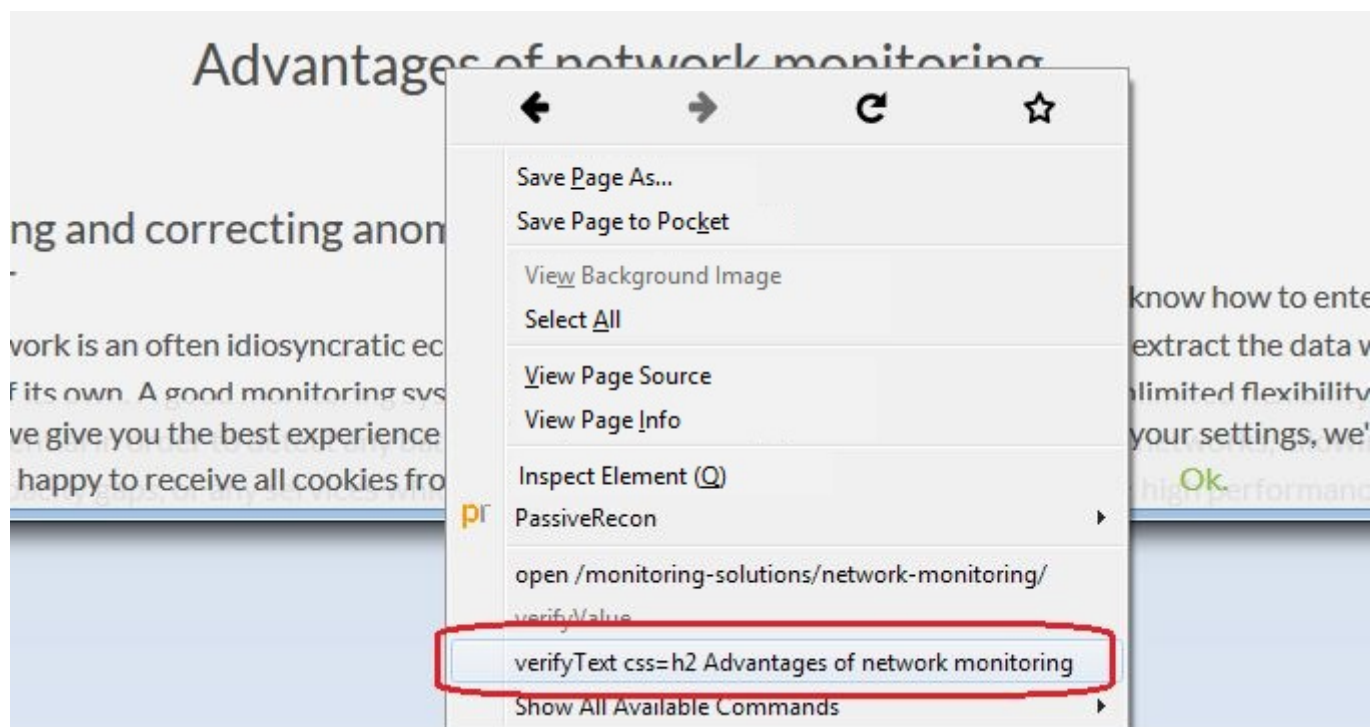 Advantages of network monitoring
ng and correcting anom
know how to ente
work is an often idiosyncratic ec
extract the data w
f its own. A good monitoring sys
nlimited flexibility
ve give you the best experience
your settings, we'
happy to receive all cookies fro
Ok.
high performanc
Save Page As...
Save Page to Pocket
View Background Image
Select All
View Page Source
View Page Info
Inspect Element (Q)
pr PassiveRecon
open /monitoring-solutions/network-monitoring/
verifyValue
verifyText css=h2 Advantages of network monitoring
Show All Available Commands